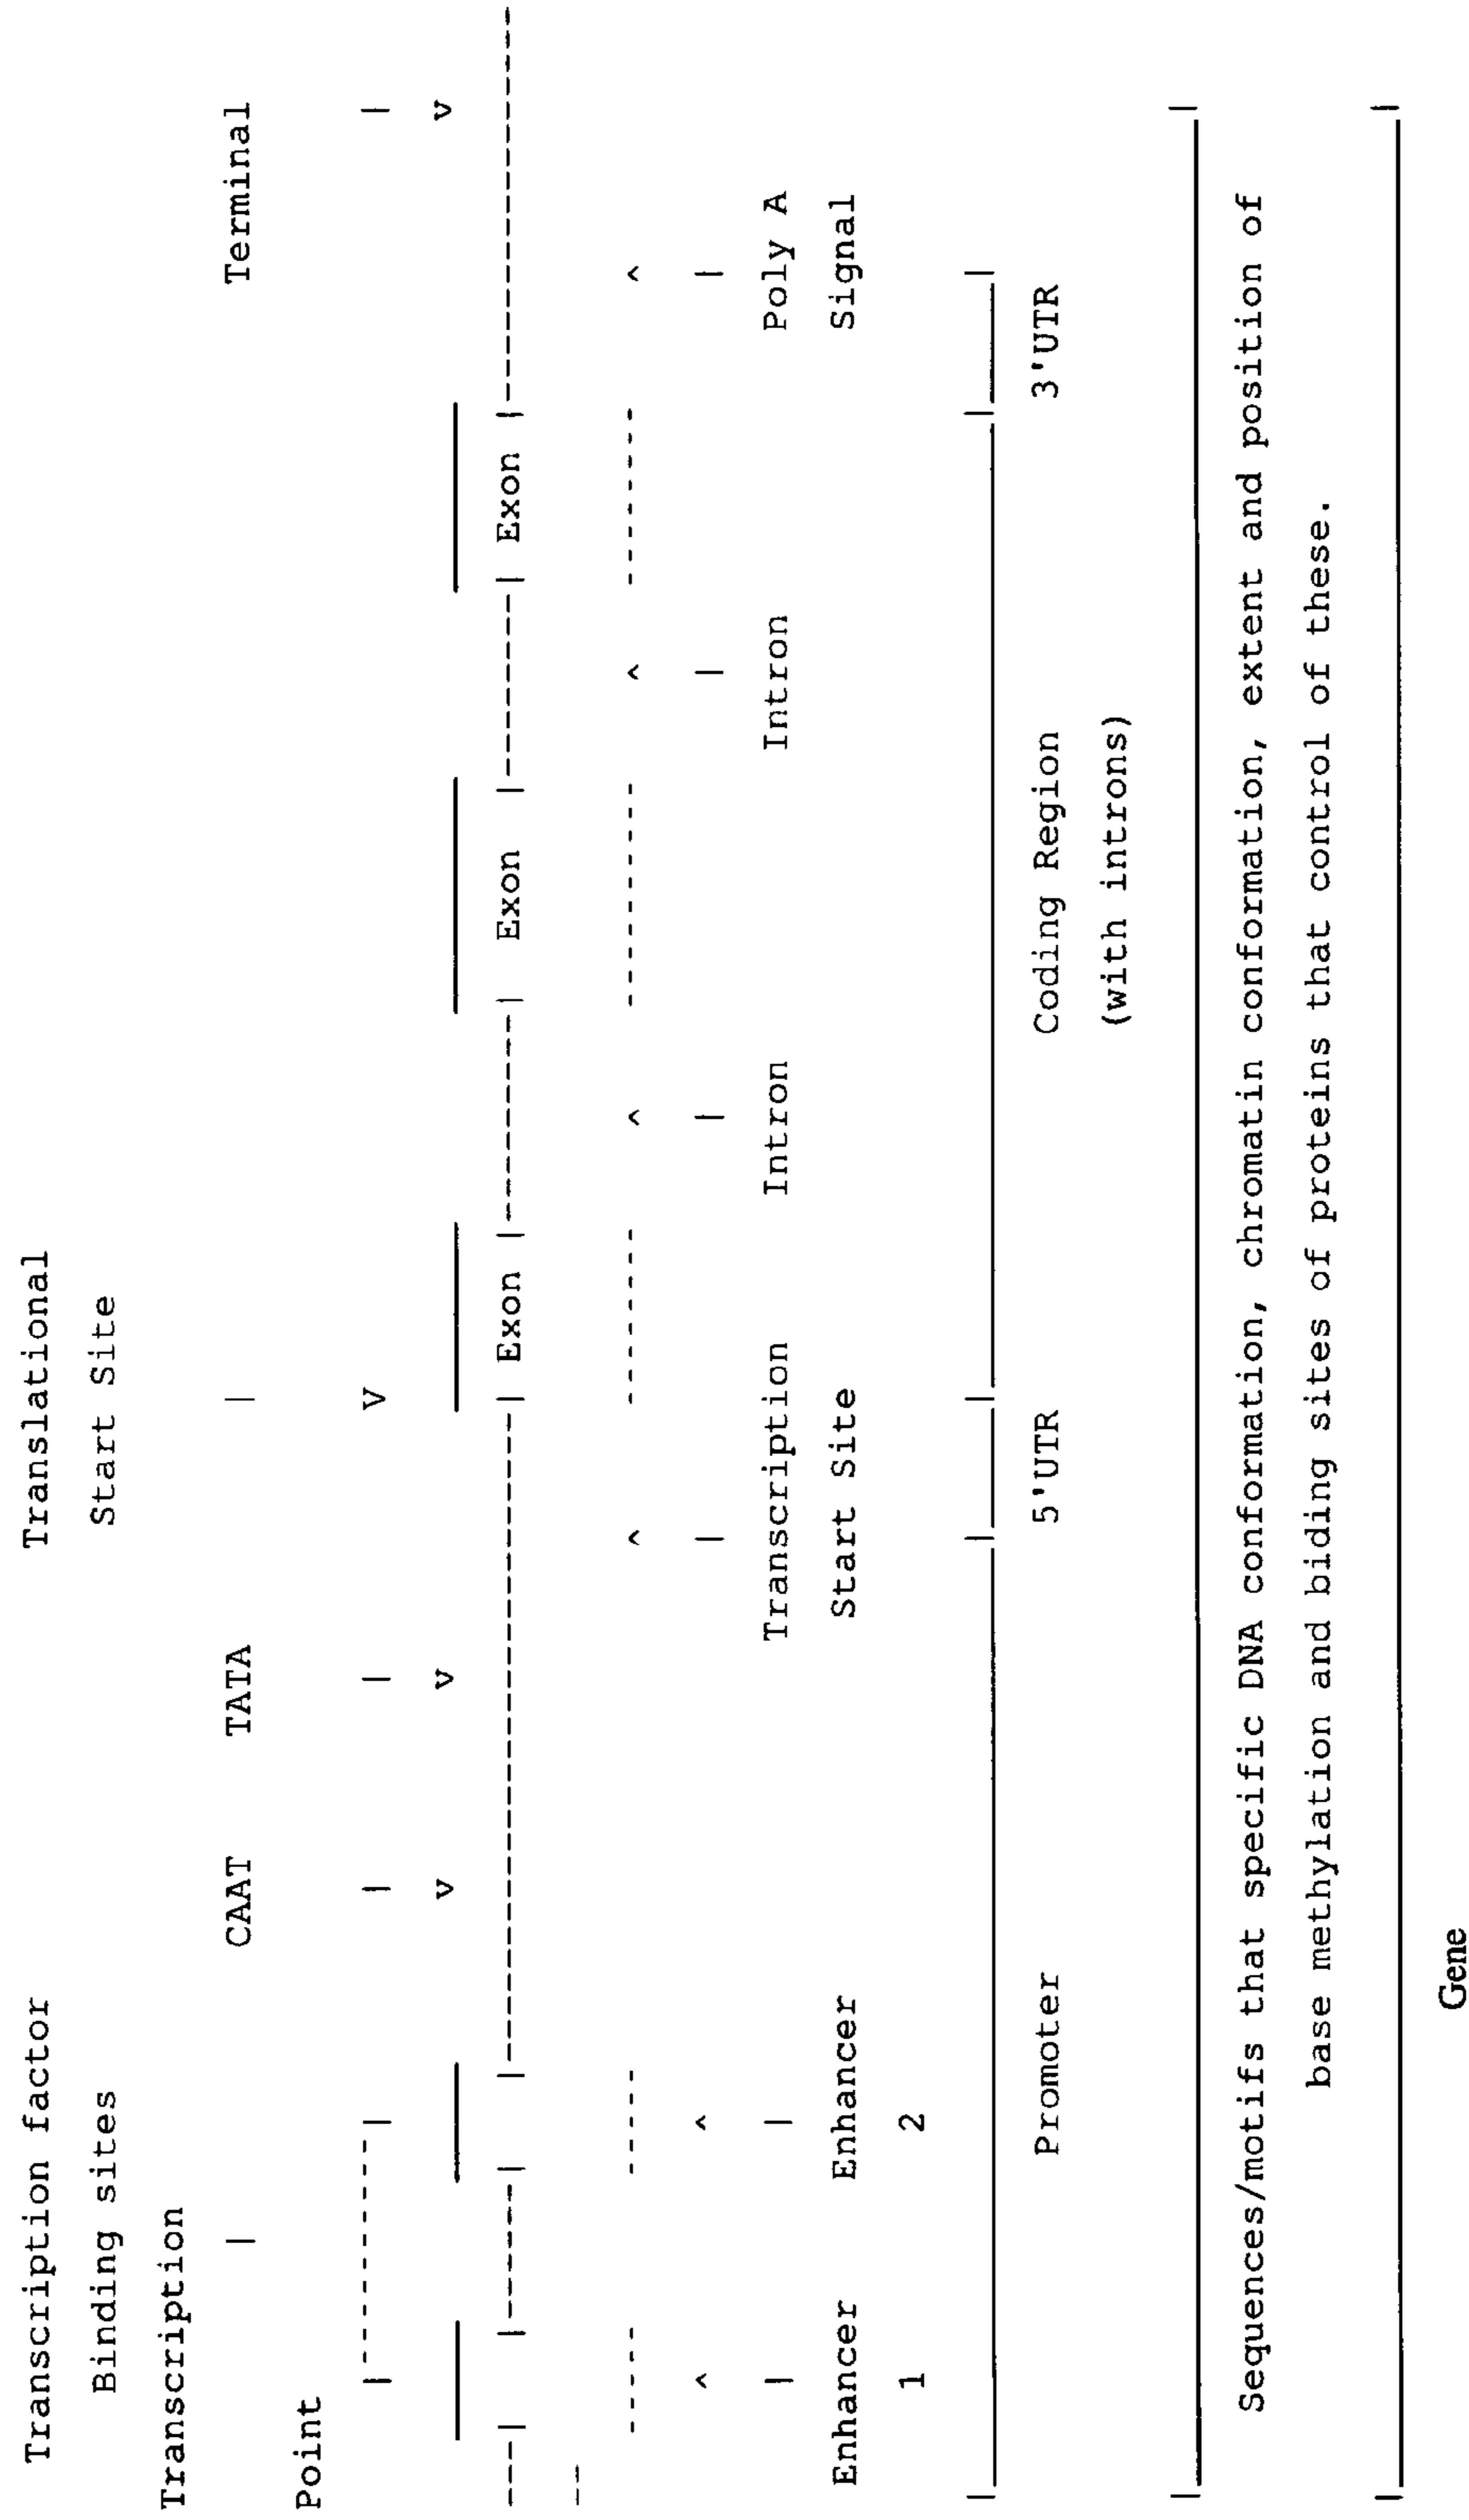 Transcription factor Translational
Binding sites Start Site
Transcription
CAAT TATA Terminal
Point
Exon Exon Exon
Transcription Intron Intron Poly A
Enhancer Enhancer Start Site Signal
1 2
Promoter 5'UTR Coding Region 3'UTR
(with introns)
Sequences/motifs that specific DNA conformation, chromatin conformation, extent and position of
base methylation and biding sites of proteins that control of these.
Gene